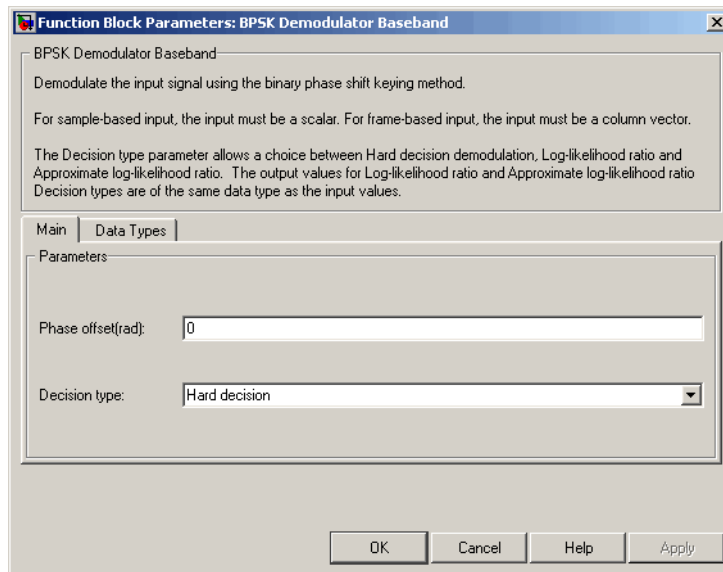 Function Block Parameters: BPSK Demodulator Baseband
BPSK Demodulator Baseband
Demodulate the input signal using the binary phase shift keying method.
For sample-based input, the input must be a scalar. For frame-based input, the input must be a column vector.
The Decision type parameter allows a choice between Hard decision demodulation, Log-likelihood ratio and
Approximate log-likelihood ratio.  The output values for Log-likelihood ratio and Approximate log-likelihood ratio
Decision types are of the same data type as the input values.
Main Data Types
Parameters
Phase offset(rad): 0
Decision type: Hard decision
OK Cancel Help Apply